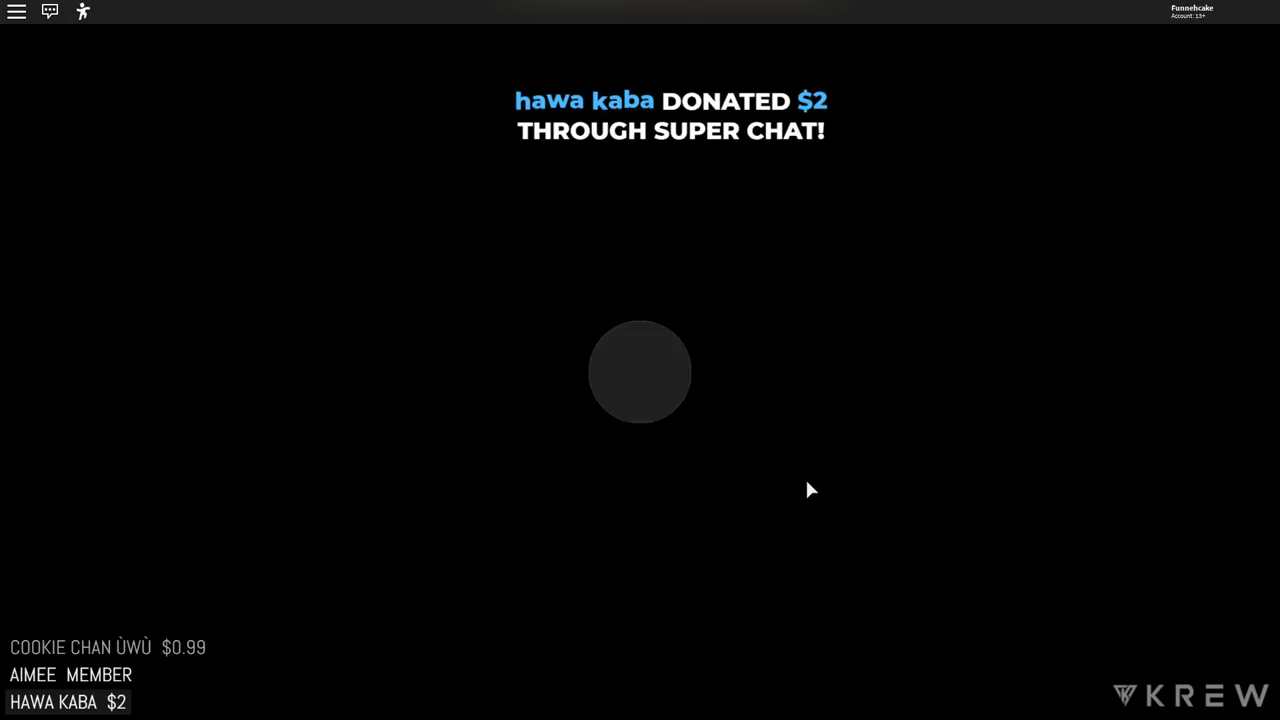 Funnehcake
Account: 13+
hawa kaba DONATED $2
THROUGH SUPER CHAT!
COOKIE CHAN ÙWÙ $0.99
AIMEE MEMBER
HAWA KABA $2
KREW